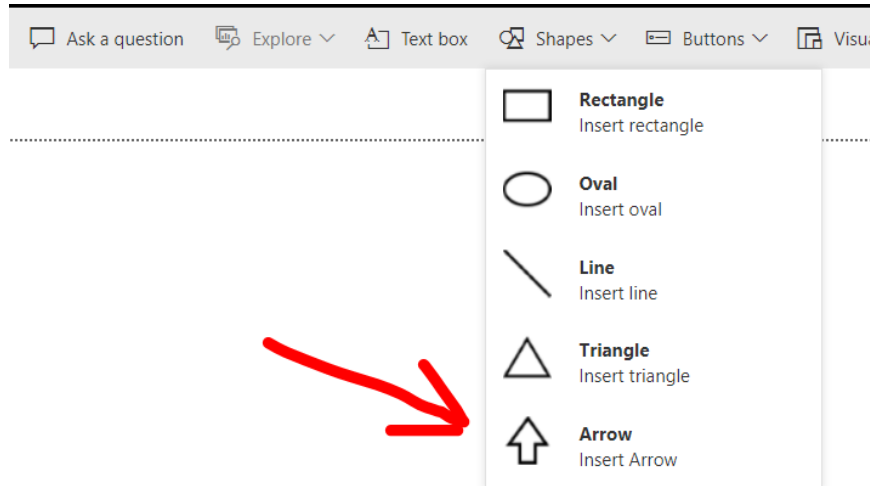 Ask a question Explore Text box Shapes Buttons
Rectangle
Insert rectangle
Oval
Insert oval
Line
Insert line
Triangle
Insert triangle
Arrow
Insert Arrow